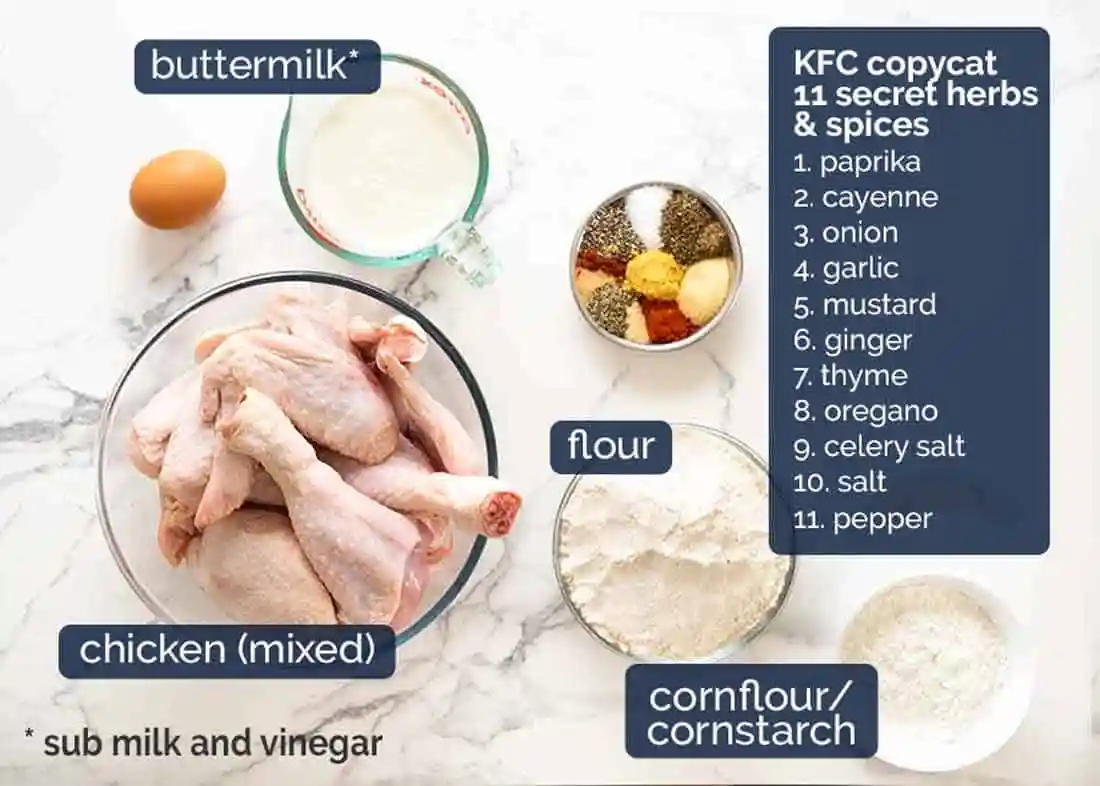 buttermilk*
KFC copycat
11 secret herbs
& spices
1. paprika
2. cayenne
3. onion
4. garlic
5. mustard
6. ginger
7. thyme
8. oregano
9. celery salt
10. salt
11. pepper
flour
chicken (mixed)
cornflour/
cornstarch
* sub milk and vinegar